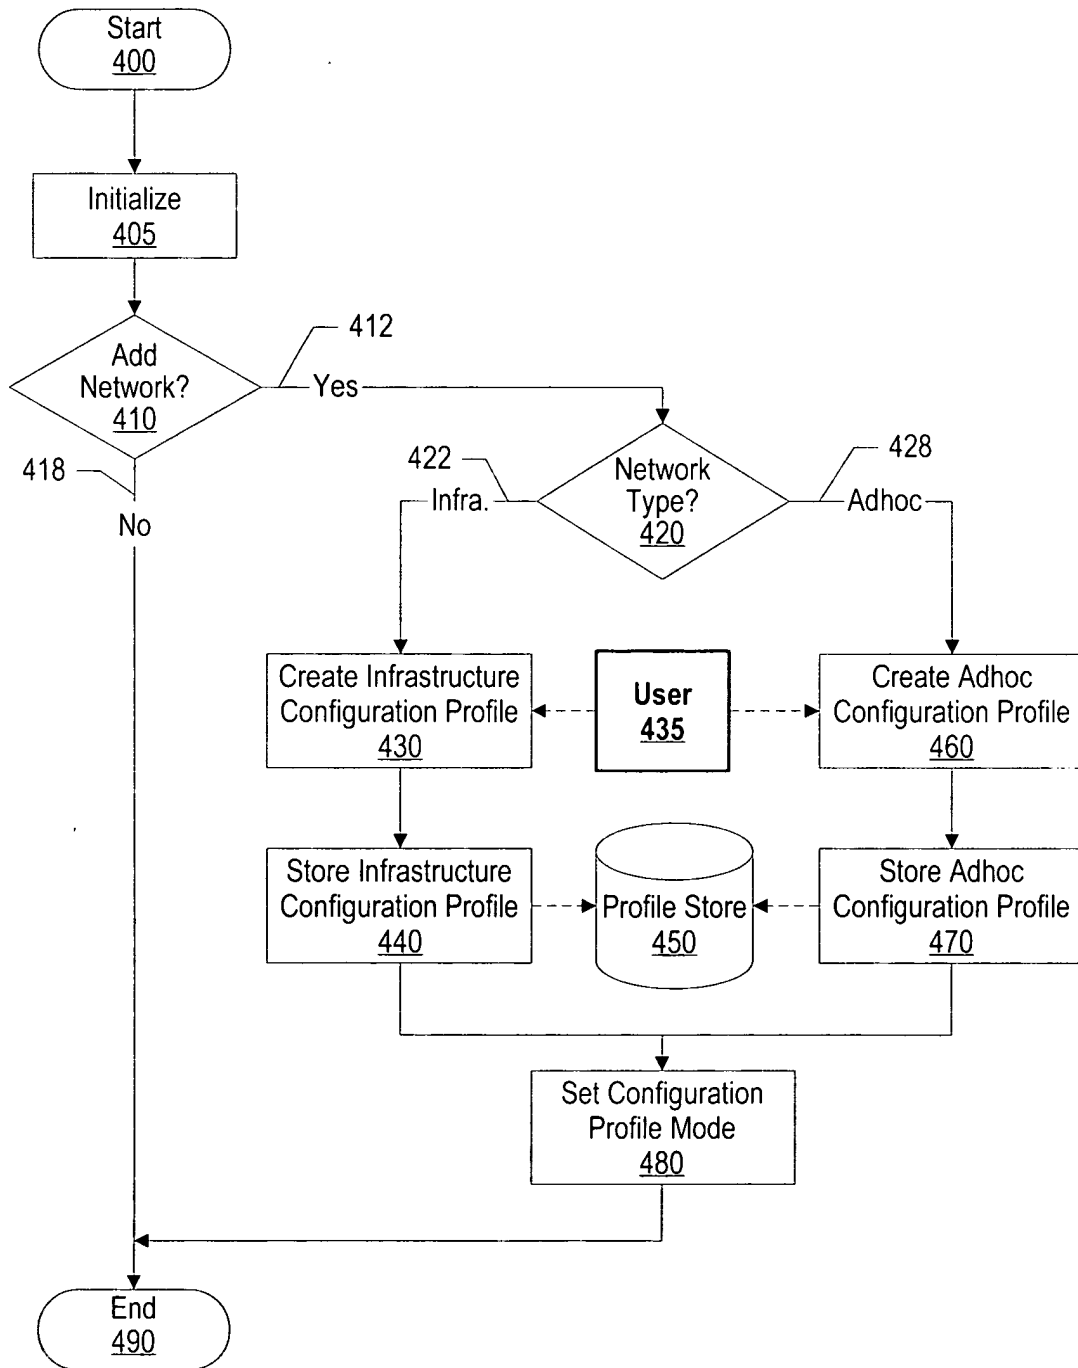 Start
400
Initialize
405
Add
Network?
410
412
Yes
418
No
Network
Type?
420
422
Infra.
428
Adhoc
Create Infrastructure
Configuration Profile
430
User
435
Create Adhoc
Configuration Profile
460
Store Infrastructure
Configuration Profile
440
Profile Store
450
Store Adhoc
Configuration Profile
470
Set Configuration
Profile Mode
480
End
490